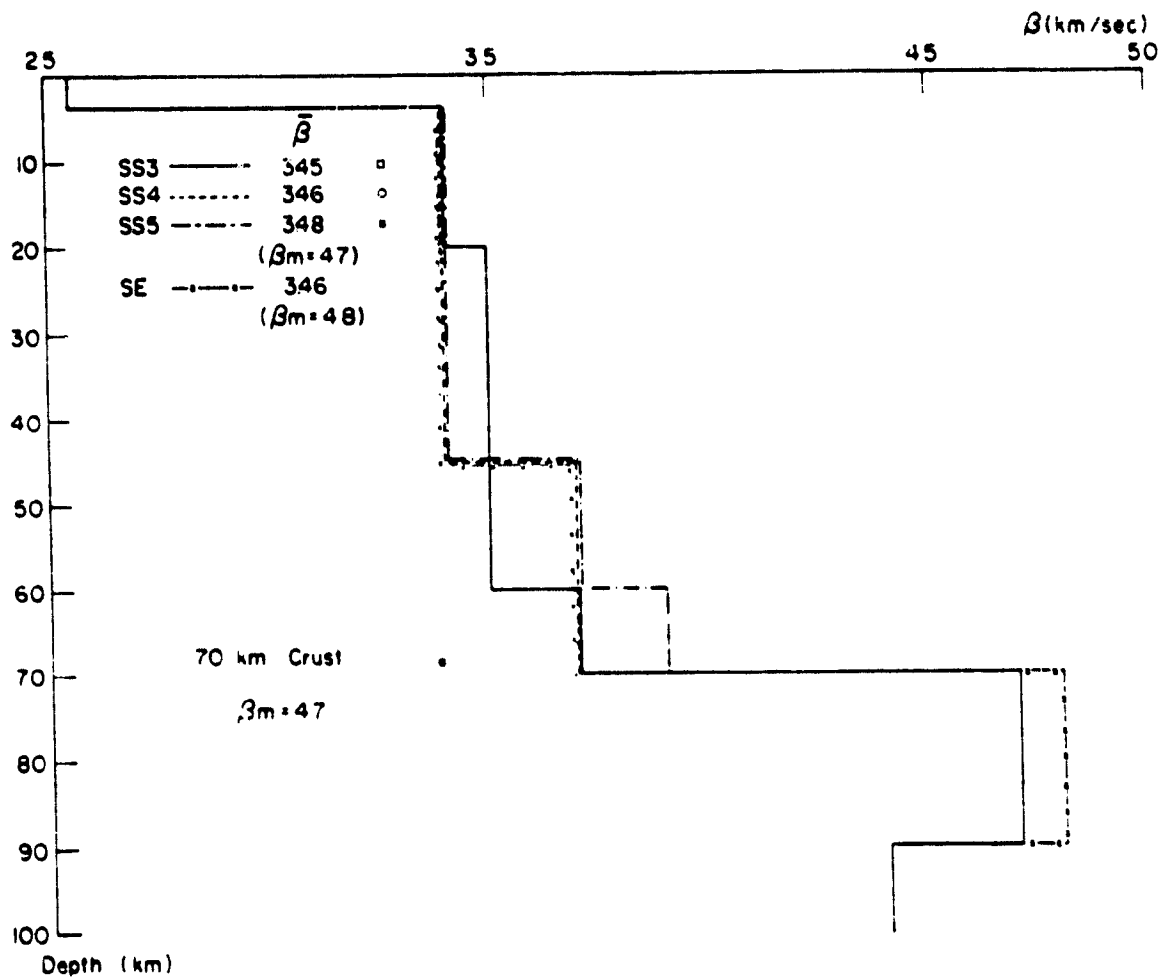 β(km/sec)
25 35 45 50
β̄
SS3 345
SS4 346
SS5 348
(βm=47)
SE 346
(βm=48)
10
20
30
40
50
60
70
80
90
100
70 km Crust
βm=47
Depth (km)